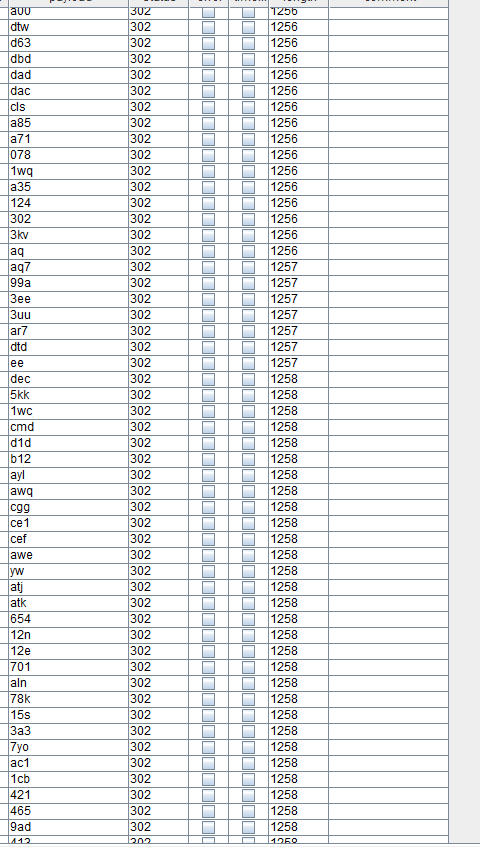 payload status error timeo... length comment
a00 302 1256
dtw 302 1256
d63 302 1256
dbd 302 1256
dad 302 1256
dac 302 1256
cls 302 1256
a85 302 1256
a71 302 1256
078 302 1256
1wq 302 1256
a35 302 1256
124 302 1256
302 302 1256
3kv 302 1256
aq 302 1256
aq7 302 1257
99a 302 1257
3ee 302 1257
3uu 302 1257
ar7 302 1257
dtd 302 1257
ee 302 1257
dec 302 1258
5kk 302 1258
1wc 302 1258
cmd 302 1258
d1d 302 1258
b12 302 1258
ayl 302 1258
awq 302 1258
cgg 302 1258
ce1 302 1258
cef 302 1258
awe 302 1258
yw 302 1258
atj 302 1258
atk 302 1258
654 302 1258
12n 302 1258
12e 302 1258
701 302 1258
aln 302 1258
78k 302 1258
15s 302 1258
3a3 302 1258
7yo 302 1258
ac1 302 1258
1cb 302 1258
421 302 1258
465 302 1258
9ad 302 1258
413 302 1258